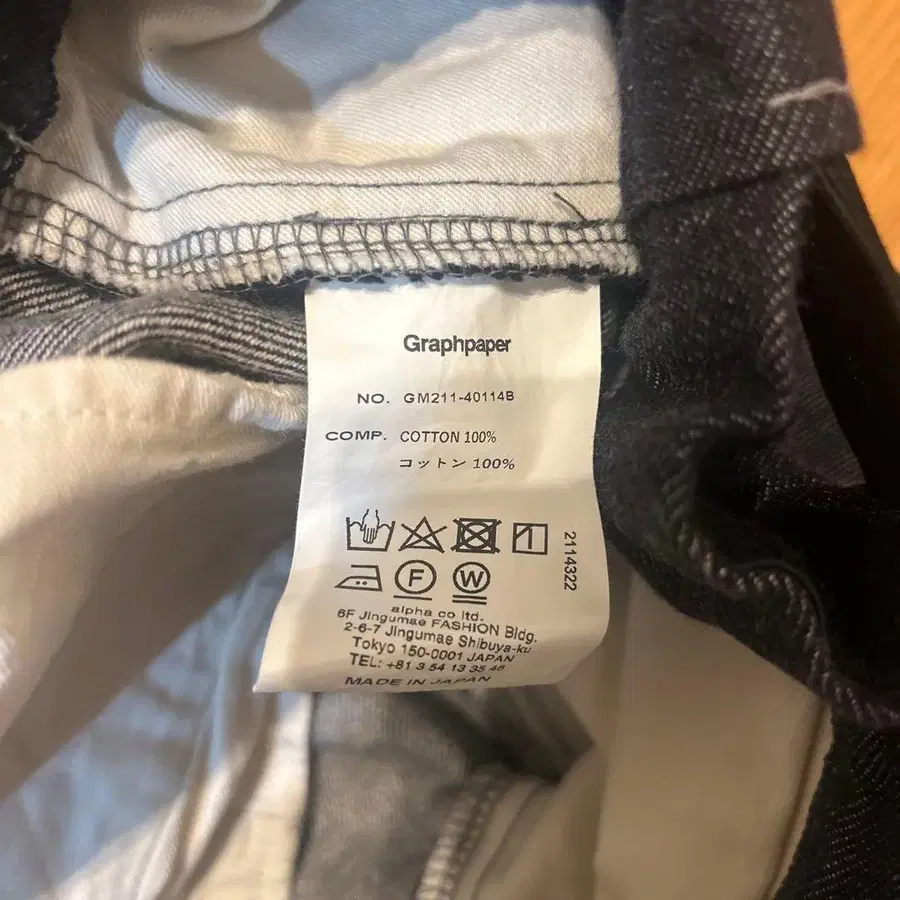 Graphpaper
NO. GM211-40114B
COMP. COTTON 100%
コットン 100%
F W
2114322
alpha co ltd.
6F Jingumae FASHION Bldg.
2-6-7 Jingumae Shibuya-ku
Tokyo 150-0001 JAPAN
TEL: +81 3 54 13 35 46
MADE IN JAPAN